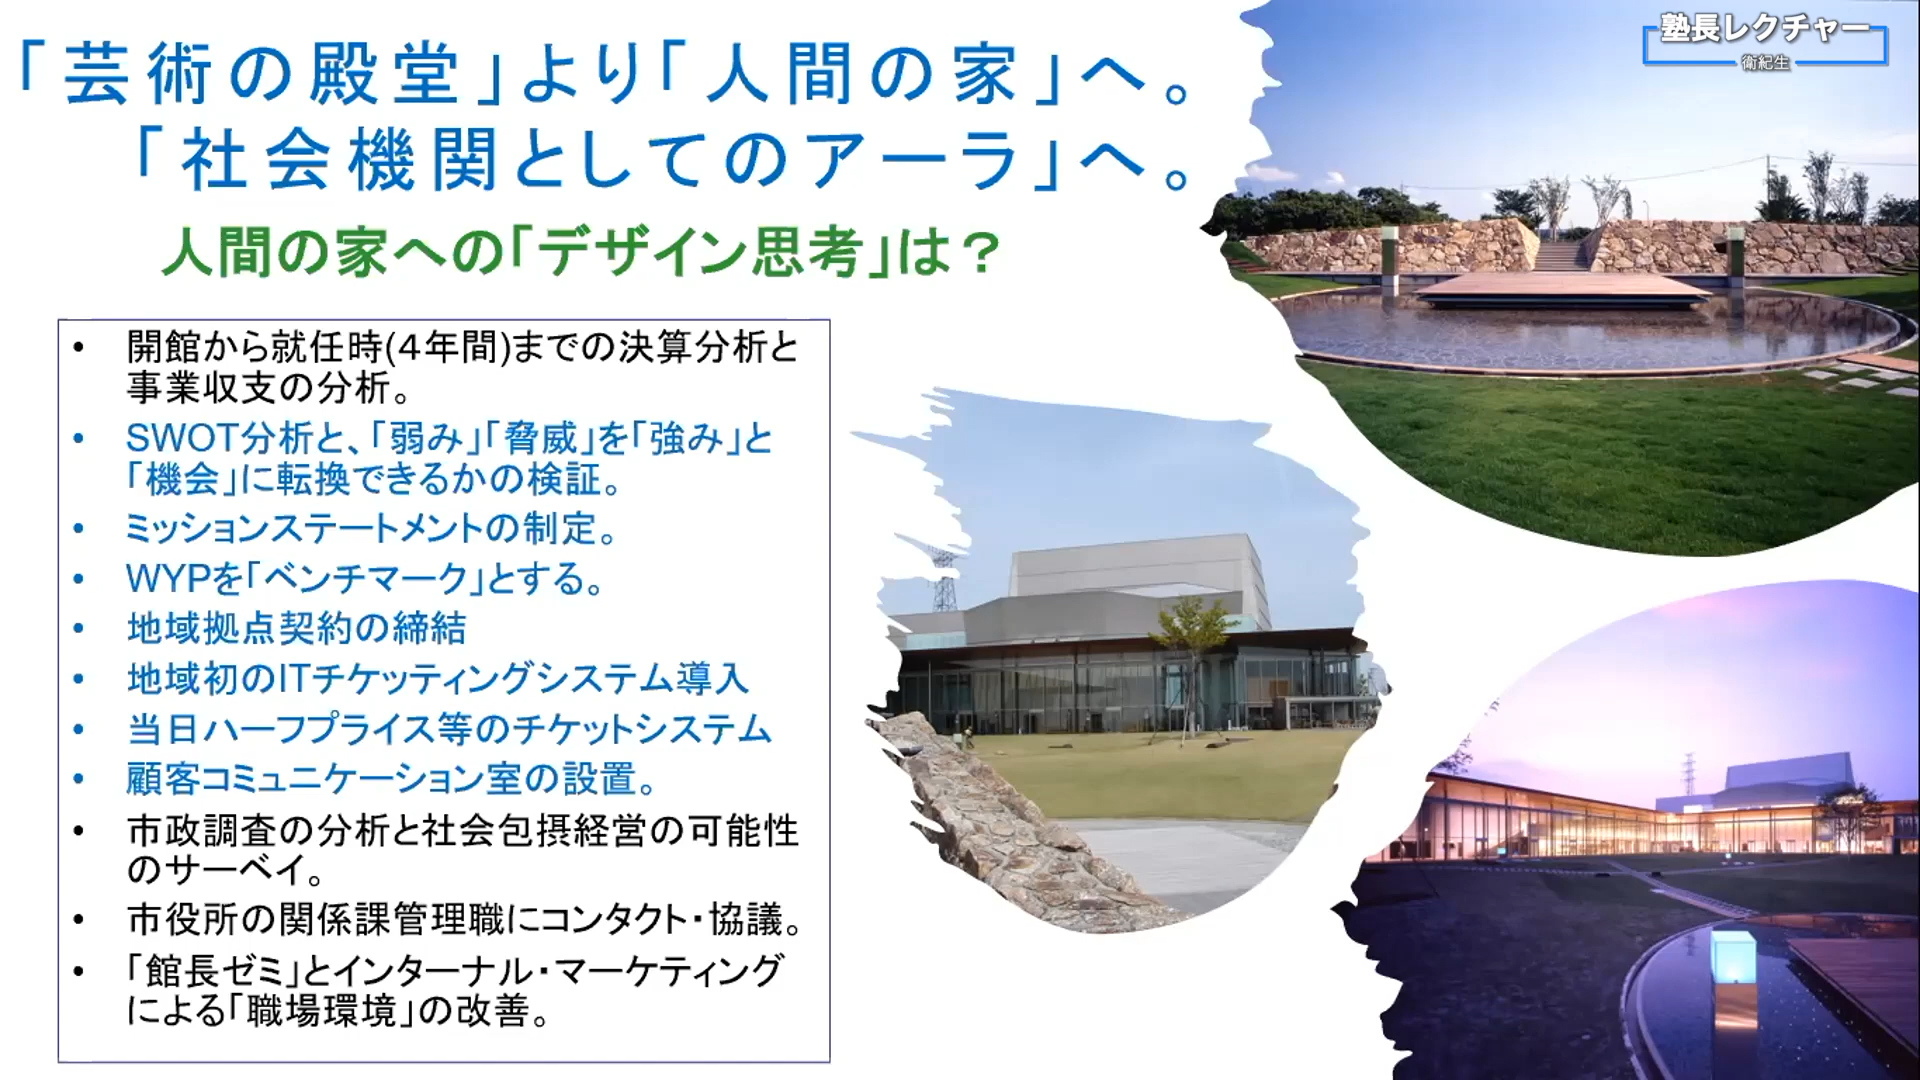 「芸術の殿堂」より「人間の家」へ。
「社会機関としてのアーラ」へ。
人間の家への「デザイン思考」は？
• 開館から就任時(４年間)までの決算分析と
事業収支の分析。
• SWOT分析と、「弱み」「脅威」を「強み」と
「機会」に転換できるかの検証。
• ミッションステートメントの制定。
• WYPを「ベンチマーク」とする。
• 地域拠点契約の締結
• 地域初のITチケッティングシステム導入
• 当日ハーフプライス等のチケットシステム
• 顧客コミュニケーション室の設置。
• 市政調査の分析と社会包摂経営の可能性
のサーベイ。
• 市役所の関係課管理職にコンタクト・協議。
• 「館長ゼミ」とインターナル・マーケティング
による「職場環境」の改善。
塾長レクチャー
衛紀生